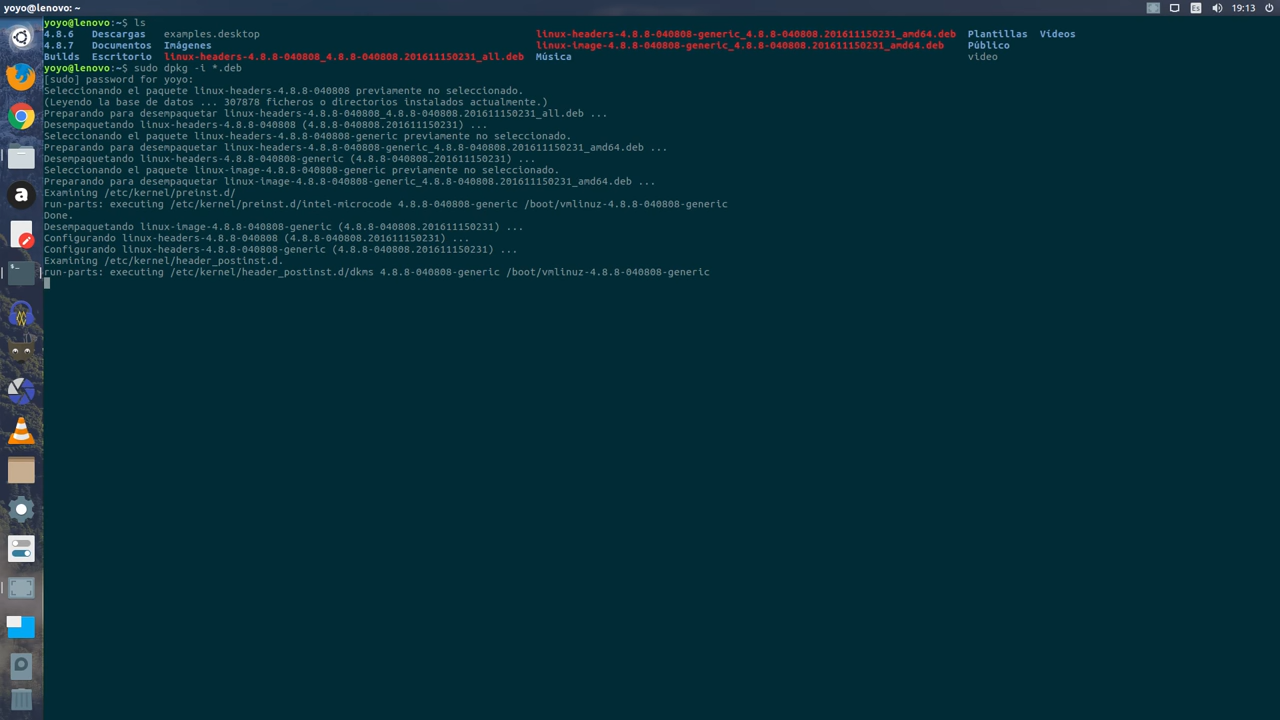 yoyo@lenovo: ~
Es
19:13
yoyo@lenovo:~$ ls
4.8.6 Descargas examples.desktop linux-headers-4.8.8-040808-generic_4.8.8-040808.201611150231_amd64.deb Plantillas Vídeos
4.8.7 Documentos Imágenes linux-image-4.8.8-040808-generic_4.8.8-040808.201611150231_amd64.deb Público
Builds Escritorio linux-headers-4.8.8-040808_4.8.8-040808.201611150231_all.deb Música video
yoyo@lenovo:~$ sudo dpkg -i *.deb
[sudo] password for yoyo:
Seleccionando el paquete linux-headers-4.8.8-040808 previamente no seleccionado.
(Leyendo la base de datos ... 307878 ficheros o directorios instalados actualmente.)
Preparando para desempaquetar linux-headers-4.8.8-040808_4.8.8-040808.201611150231_all.deb ...
Desempaquetando linux-headers-4.8.8-040808 (4.8.8-040808.201611150231) ...
Seleccionando el paquete linux-headers-4.8.8-040808-generic previamente no seleccionado.
Preparando para desempaquetar linux-headers-4.8.8-040808-generic_4.8.8-040808.201611150231_amd64.deb ...
Desempaquetando linux-headers-4.8.8-040808-generic (4.8.8-040808.201611150231) ...
Seleccionando el paquete linux-image-4.8.8-040808-generic previamente no seleccionado.
Preparando para desempaquetar linux-image-4.8.8-040808-generic_4.8.8-040808.201611150231_amd64.deb ...
Examining /etc/kernel/preinst.d/
run-parts: executing /etc/kernel/preinst.d/intel-microcode 4.8.8-040808-generic /boot/vmlinuz-4.8.8-040808-generic
Done.
Desempaquetando linux-image-4.8.8-040808-generic (4.8.8-040808.201611150231) ...
Configurando linux-headers-4.8.8-040808 (4.8.8-040808.201611150231) ...
Configurando linux-headers-4.8.8-040808-generic (4.8.8-040808.201611150231) ...
Examining /etc/kernel/header_postinst.d.
run-parts: executing /etc/kernel/header_postinst.d/dkms 4.8.8-040808-generic /boot/vmlinuz-4.8.8-040808-generic